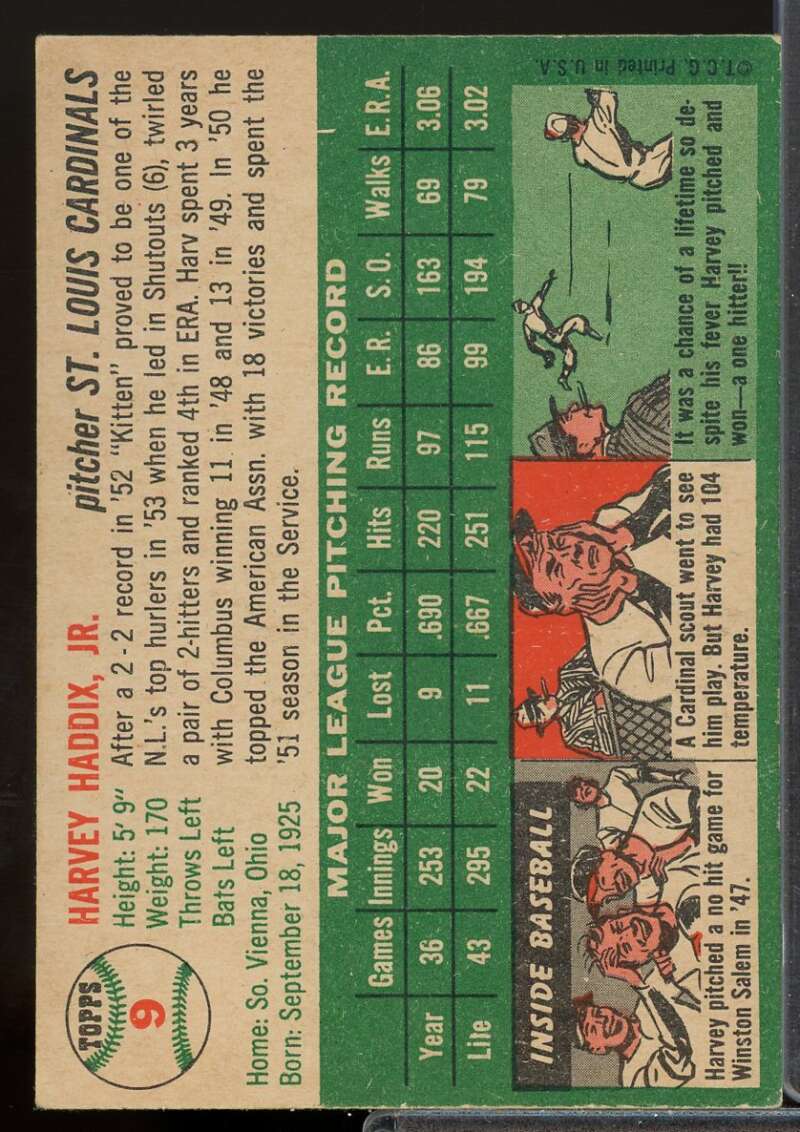 TOPPS
9
HARVEY HADDIX, JR. pitcher ST. LOUIS CARDINALS
Height: 5' 9"
Weight: 170
Throws Left
Bats Left
Home: So. Vienna, Ohio
Born: September 18, 1925
After a 2 - 2 record in '52 "Kitten" proved to be one of the
N.L.'s top hurlers in '53 when he led in Shutouts (6), twirled
a pair of 2-hitters and ranked 4th in ERA. Harv spent 3 years
with Columbus winning 11 in '48 and 13 in '49. In '50 he
topped the American Assn. with 18 victories and spent the
'51 season in the Service.
MAJOR LEAGUE PITCHING RECORD
Games Innings Won Lost Pct. Hits Runs E.R. S.O. Walks E.R.A.
Year 36 253 20 9 .690 220 97 86 163 69 3.06
Life 43 295 22 11 .667 251 115 99 194 79 3.02
INSIDE BASEBALL
Harvey pitched a no hit game for
Winston Salem in '47.
A Cardinal scout went to see
him play. But Harvey had 104
temperature.
It was a chance of a lifetime so de-
spite his fever Harvey pitched and
won—a one hitter!!
©T.C.G. Printed in U.S.A.